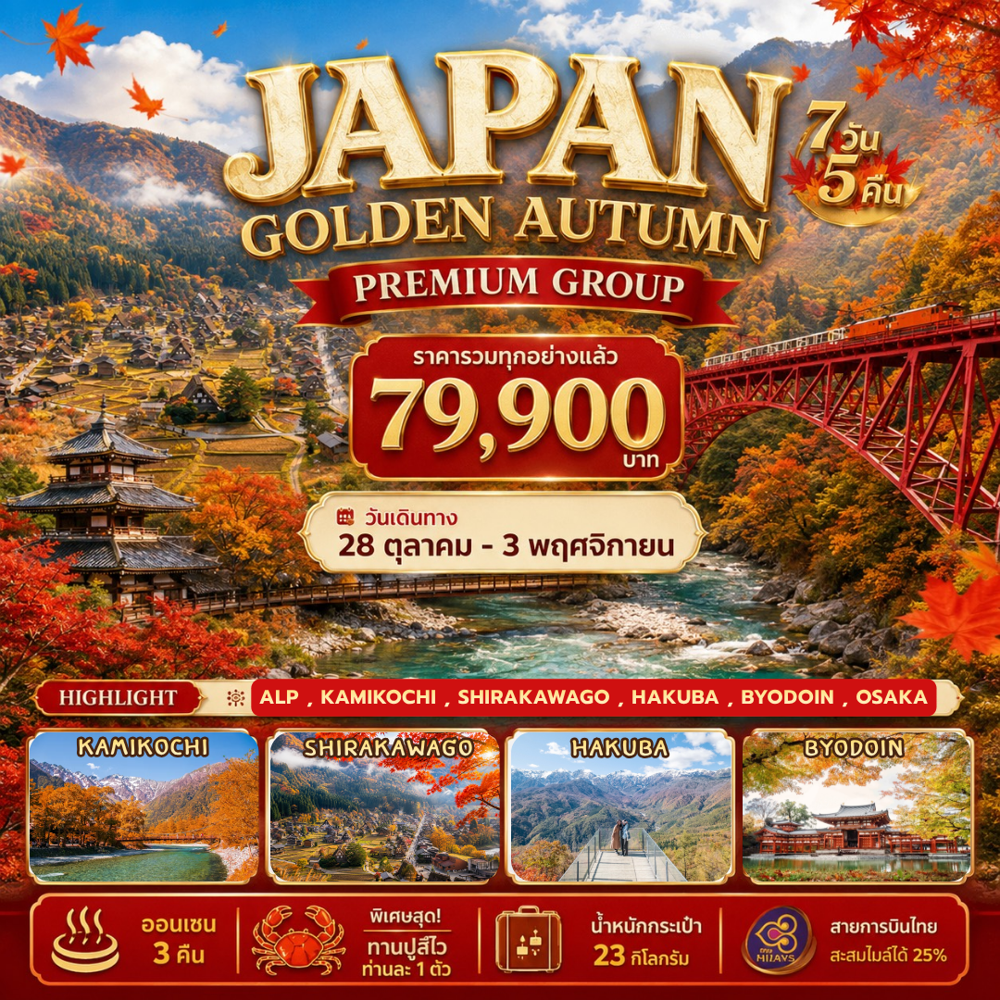 JAPAN
GOLDEN AUTUMN
7 วัน
5 คืน
PREMIUM GROUP
ราคารวมทุกอย่างแล้ว
79,900
บาท
วันเดินทาง
28 ตุลาคม - 3 พฤศจิกายน
HIGHLIGHT
ALP , KAMIKOCHI , SHIRAKAWAGO , HAKUBA , BYODOIN , OSAKA
KAMIKOCHI
SHIRAKAWAGO
HAKUBA
BYODOIN
ออนเซน
3 คืน
พิเศษสุด!
ทานปูสึไว
ท่านละ 1 ตัว
น้ำหนักกระเป๋า
23 กิโลกรัม
สายการบินไทย
สะสมไมล์ได้ 25%